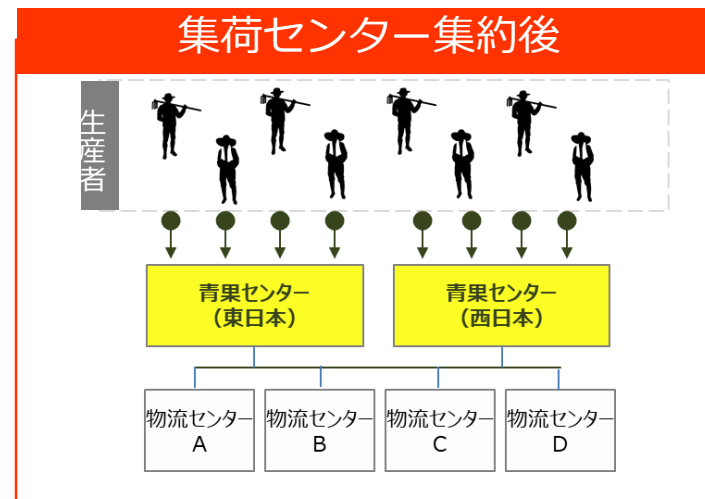 集荷センター集約後
生産者
青果センター
（東日本）
青果センター
（西日本）
物流センター
A
物流センター
B
物流センター
C
物流センター
D